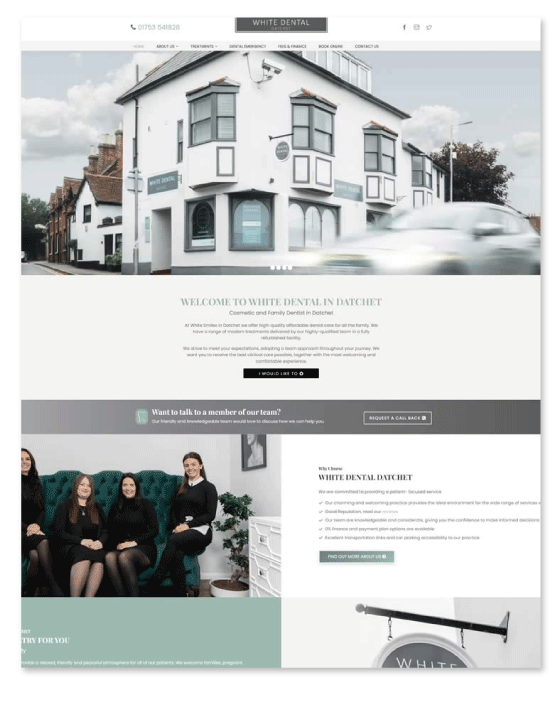 01753 541828
WHITE DENTAL
DATCHET
HOME ABOUT US TREATMENTS DENTAL EMERGENCY FEES & FINANCE BOOK ONLINE CONTACT US
WHITE DENTAL
WHITE DENTAL
WELCOME TO WHITE DENTAL IN DATCHET
Cosmetic and Family Dentist in Datchet
At White Smiles in Datchet we offer high-quality affordable dental care for all the family. We
have a range of modern treatments delivered by our highly-qualified team in a fully
refurbished facility.
We strive to meet your expectations, adopting a team approach throughout your journey. We
want you to receive the best clinical care possible, together with the most welcoming and
comfortable experience.
I WOULD LIKE TO
Want to talk to a member of our team?
Our friendly and knowledgeable team would love to discuss how we can help you
REQUEST A CALL BACK
Why Choose
WHITE DENTAL DATCHET
We are committed to providing a patient- focused service
Our charming and welcoming practice provides the ideal environment for the wide range of services
Good Reputation, read our reviews
Our team are knowledgeable and considerate, giving you the confidence to make informed decisions
0% finance and payment plan options are available
Excellent transportation links and car parking accessibility to our practice
FIND OUT MORE ABOUT US
TRY FOR YOU
a relaxed, friendly and peaceful atmosphere for all of our patients. We welcome families, pregnant
WHITE